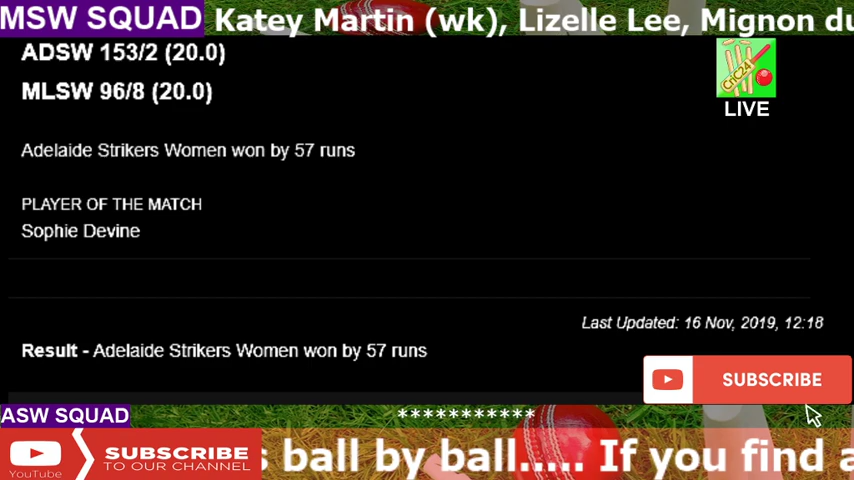 MSW SQUAD Katey Martin (wk), Lizelle Lee, Mignon du
ADSW 153/2 (20.0)
MLSW 96/8 (20.0)
CriC24
LIVE
Adelaide Strikers Women won by 57 runs
PLAYER OF THE MATCH
Sophie Devine
Last Updated: 16 Nov, 2019, 12:18
Result - Adelaide Strikers Women won by 57 runs
SUBSCRIBE
ASW SQUAD ***********
YouTube
SUBSCRIBE
TO OUR CHANNEL
s ball by ball..... If you find a